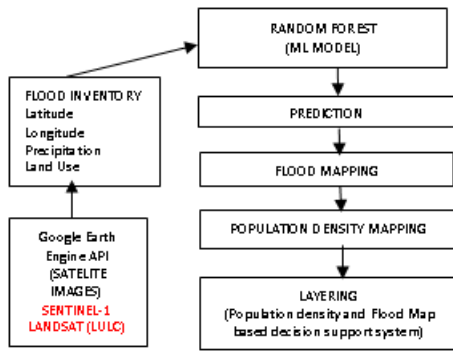 RANDOM FOREST
(ML MODEL)
FLOOD INVENTORY
Latitude
Longitude
Precipitation
Land Use
PREDICTION
FLOOD MAPPING
Google Earth
Engine API
(SATELITE
IMAGES)
SENTINEL-1
LANDSAT (LULC)
POPULATION DENSITY MAPPING
LAYERING
(Population density and Flood Map
based decision support system)